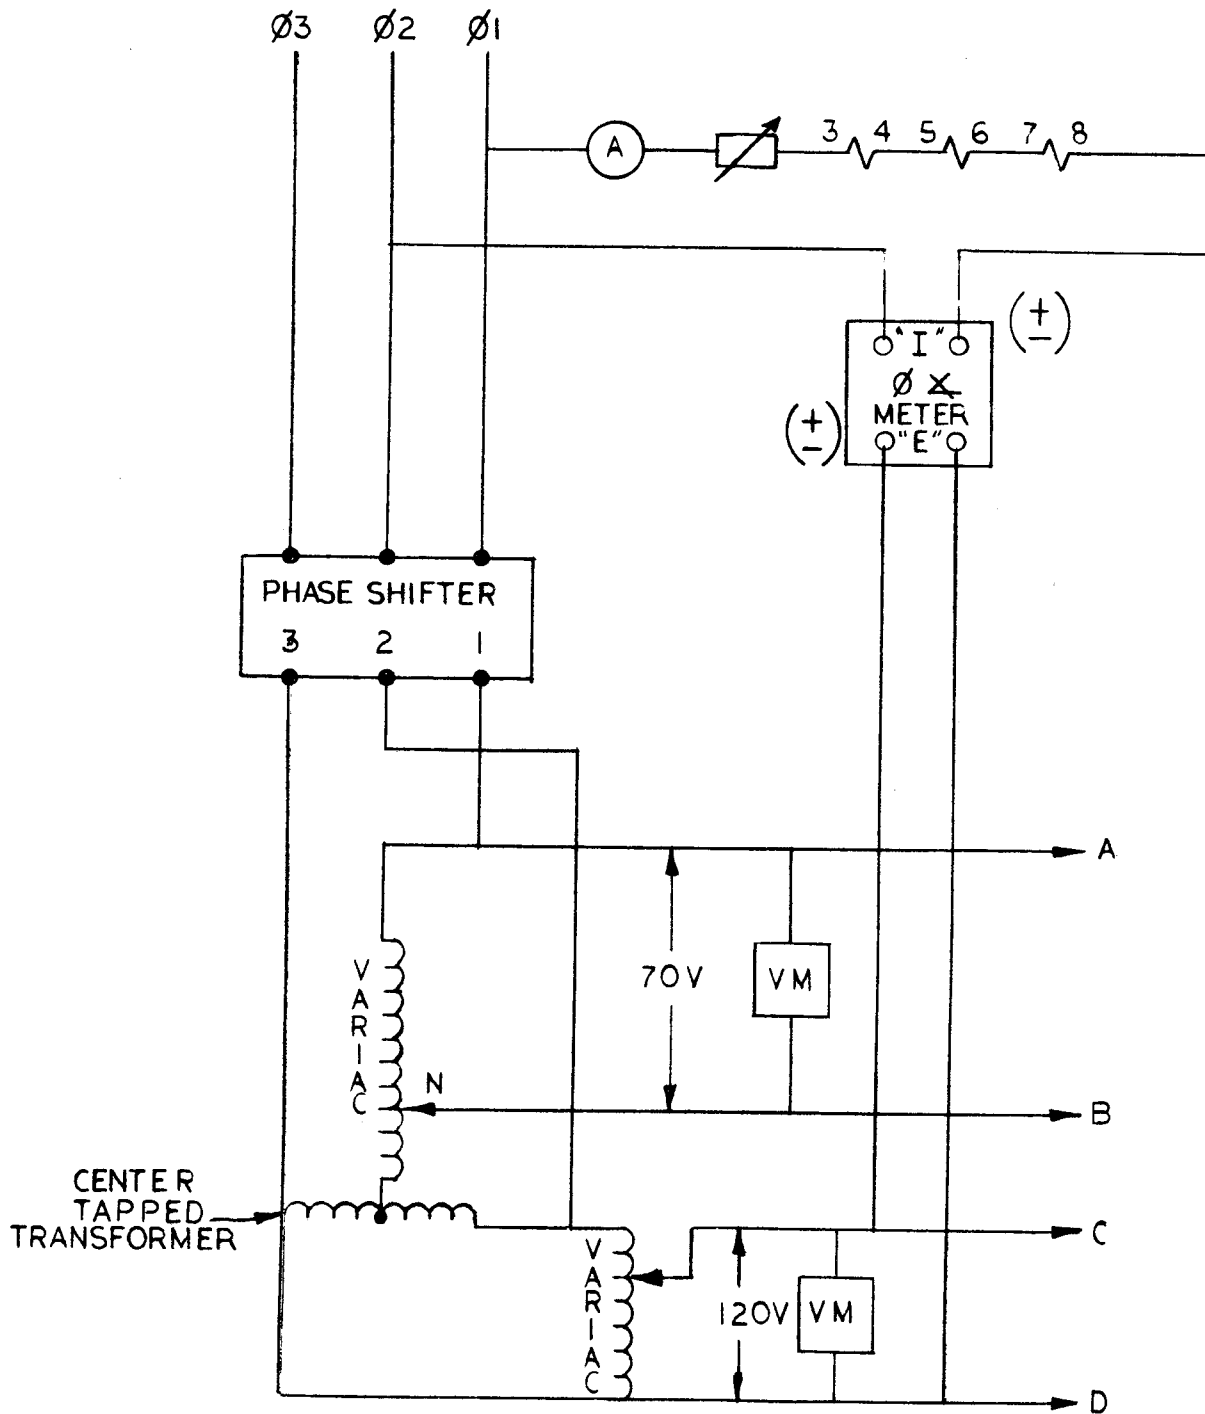 Ø3 Ø2 Ø1
A
3 4 5 6 7 8
(±)
"I"
Ø ∡
METER
(±)
"E"
PHASE SHIFTER
3 2 1
A
70V
VM
VARIAC
N
B
CENTER
TAPPED
TRANSFORMER
C
VARIAC
120V
VM
D